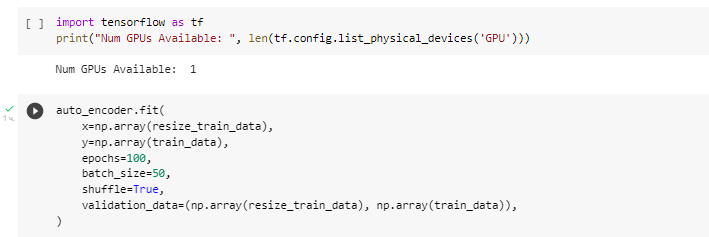 [ ] import tensorflow as tf
print("Num GPUs Available: ", len(tf.config.list_physical_devices('GPU')))
Num GPUs Available:  1
auto_encoder.fit(
    x=np.array(resize_train_data),
    y=np.array(train_data),
    epochs=100,
    batch_size=50,
    shuffle=True,
    validation_data=(np.array(resize_train_data), np.array(train_data)),
)